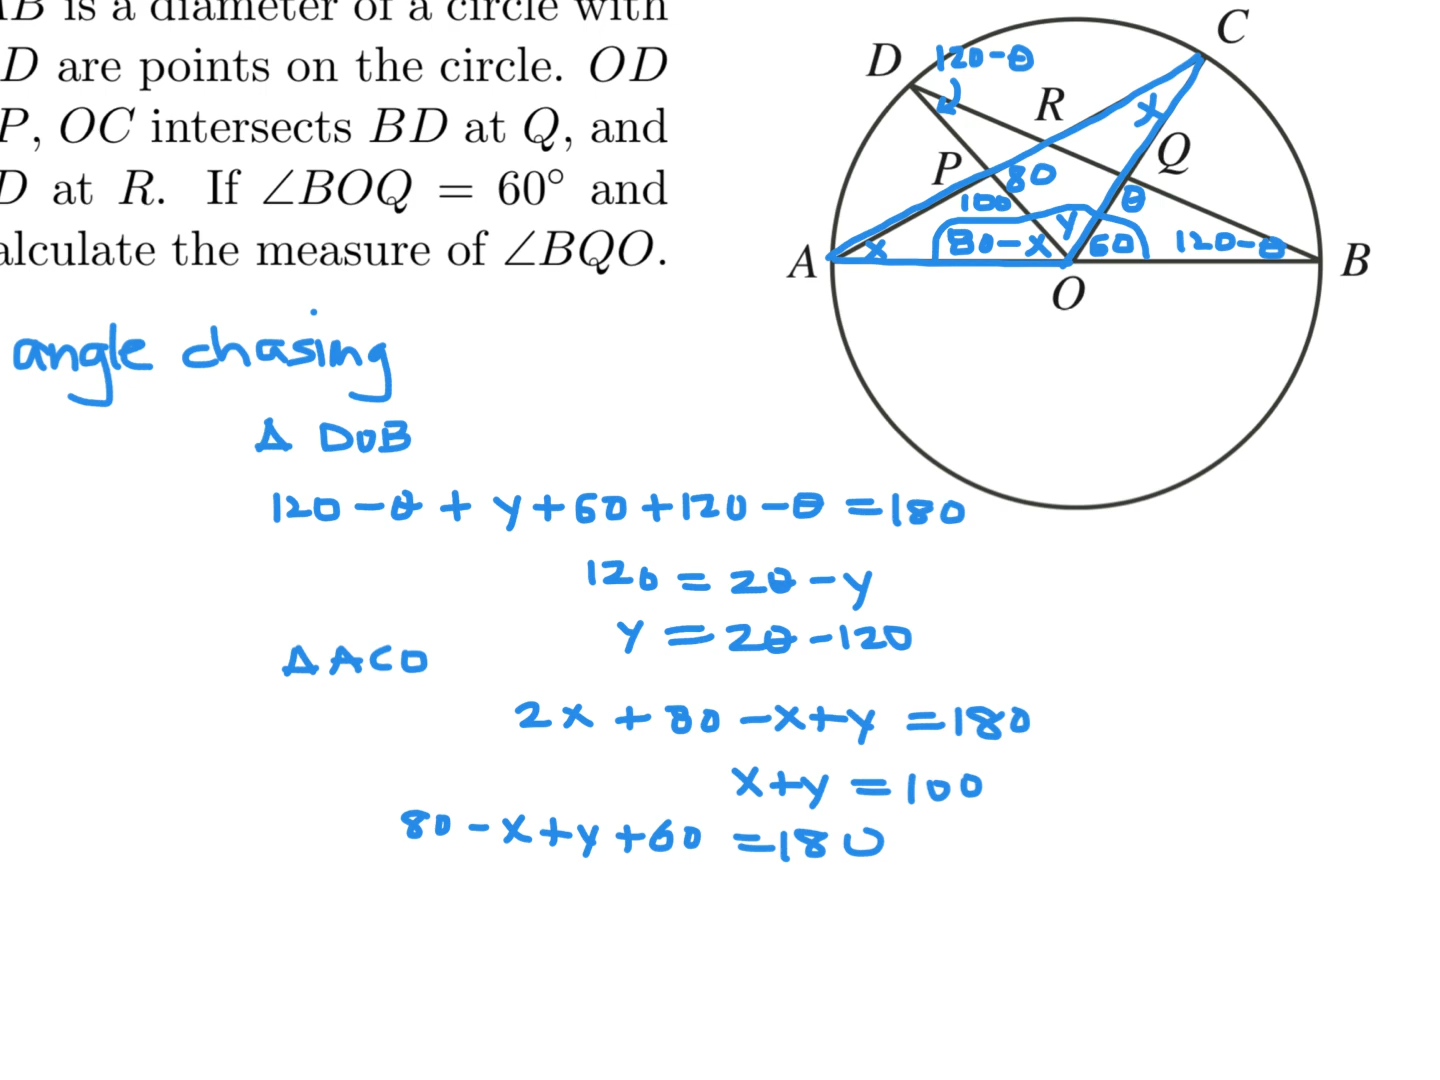 AB is a diameter of a circle with
D are points on the circle. OD
P, OC intersects BD at Q, and
D at R. If ∠BOQ = 60° and
alculate the measure of ∠BQO.
C
D
120-θ
R
x
Q
P
80
100
θ
y
A
x
80-x
60
120-θ
B
O
angle chasing
Δ DOB
120-θ + y+60+120-θ =180
120 = 2θ-y
y = 2θ-120
ΔACO
2x + 80 -x+y =180
x+y = 100
80-x+y+60 =180